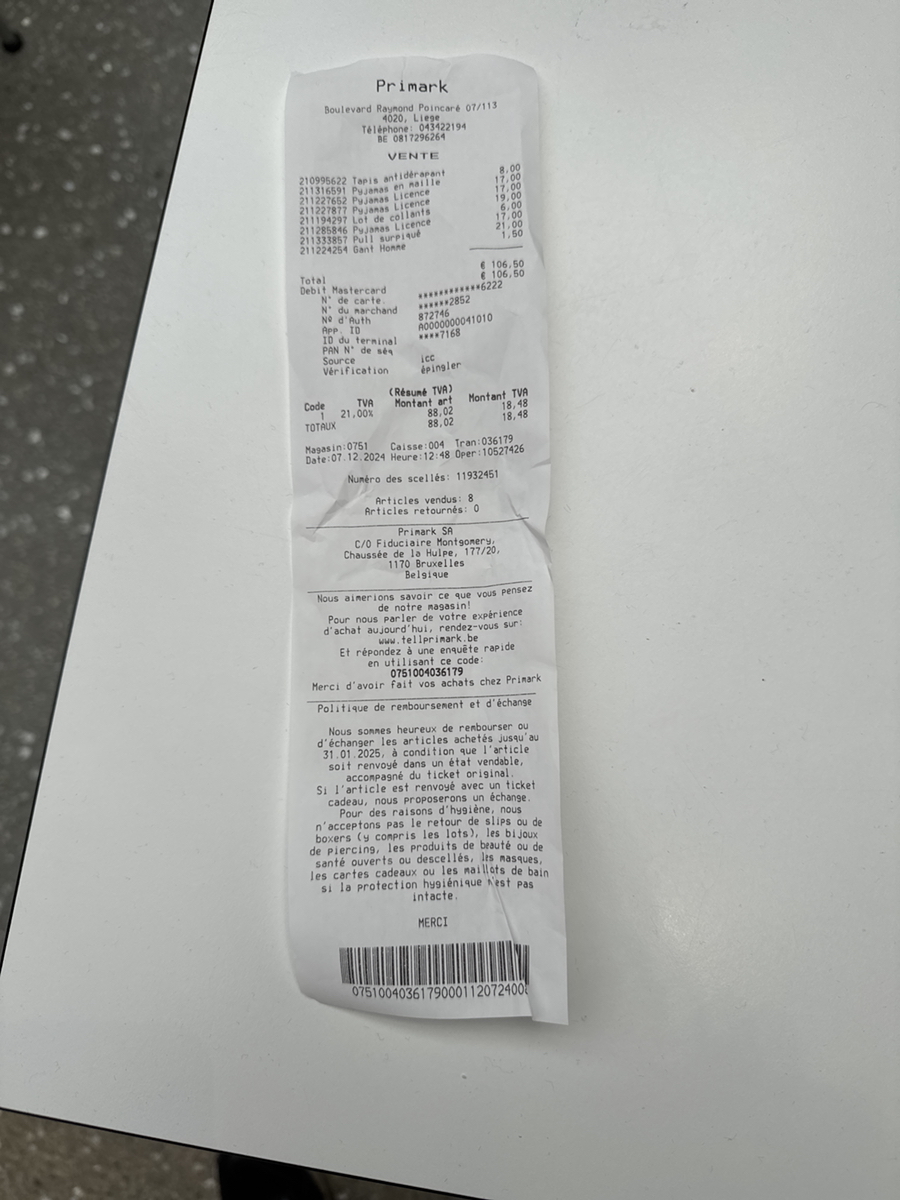 Primark
Boulevard Raymond Poincaré 07/113
4020, Liege
Téléphone: 043422194
BE 0817296264
VENTE
210995622 Tapis antidérapant 8,00
211316591 Pyjamas en maille 17,00
211227652 Pyjamas Licence 17,00
211227877 Pyjamas Licence 19,00
211194297 Lot de collants 6,00
211285846 Pyjamas Licence 17,00
211333857 Pull surpiqué 21,00
211224254 Gant Homme 1,50
Total € 106,50
Debit Mastercard € 106,50
N° de carte. ************6222
N° du marchand ******2852
Nº d'Auth 872746
App. ID A0000000041010
ID du terminal ****7168
PAN N° de séq
Source icc
Vérification épingler
(Résumé TVA)
Code TVA Montant art Montant TVA
1 21,00% 88,02 18,48
TOTAUX 88,02 18,48
Magasin:0751 Caisse:004 Tran:036179
Date:07.12.2024 Heure:12:48 Oper:10527426
Numéro des scellés: 11932451
Articles vendus: 8
Articles retournés: 0
Primark SA
C/O Fiduciaire Montgomery,
Chaussée de la Hulpe, 177/20,
1170 Bruxelles
Belgique
Nous aimerions savoir ce que vous pensez
de notre magasin!
Pour nous parler de votre expérience
d'achat aujourd'hui, rendez-vous sur:
www.tellprimark.be
Et répondez à une enquête rapide
en utilisant ce code:
0751004036179
Merci d'avoir fait vos achats chez Primark
Politique de remboursement et d'échange
Nous sommes heureux de rembourser ou
d'échanger les articles achetés jusqu'au
31.01.2025, à condition que l'article
soit renvoyé dans un état vendable,
accompagné du ticket original.
Si l'article est renvoyé avec un ticket
cadeau, nous proposerons un échange.
Pour des raisons d'hygiène, nous
n'acceptons pas le retour de slips ou de
boxers (y compris les lots), les bijoux
de piercing, les produits de beauté ou de
santé ouverts ou descellés, les masques,
les cartes cadeaux ou les maillots de bain
si la protection hygiénique n'est pas
intacte.
MERCI